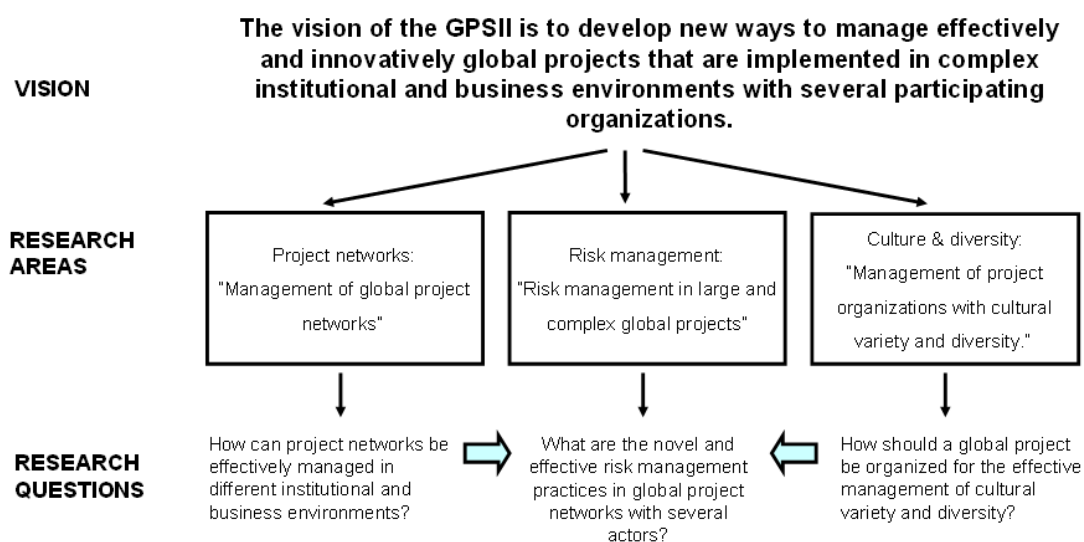 The vision of the GPSII is to develop new ways to manage effectively
and innovatively global projects that are implemented in complex
institutional and business environments with several participating
organizations.
VISION
RESEARCH
AREAS
Project networks:
"Management of global project
networks"
Risk management:
"Risk management in large and
complex global projects"
Culture & diversity:
"Management of project
organizations with cultural
variety and diversity."
RESEARCH
QUESTIONS
How can project networks be
effectively managed in
different institutional and
business environments?
What are the novel and
effective risk management
practices in global project
networks with several
actors?
How should a global project
be organized for the effective
management of cultural
variety and diversity?